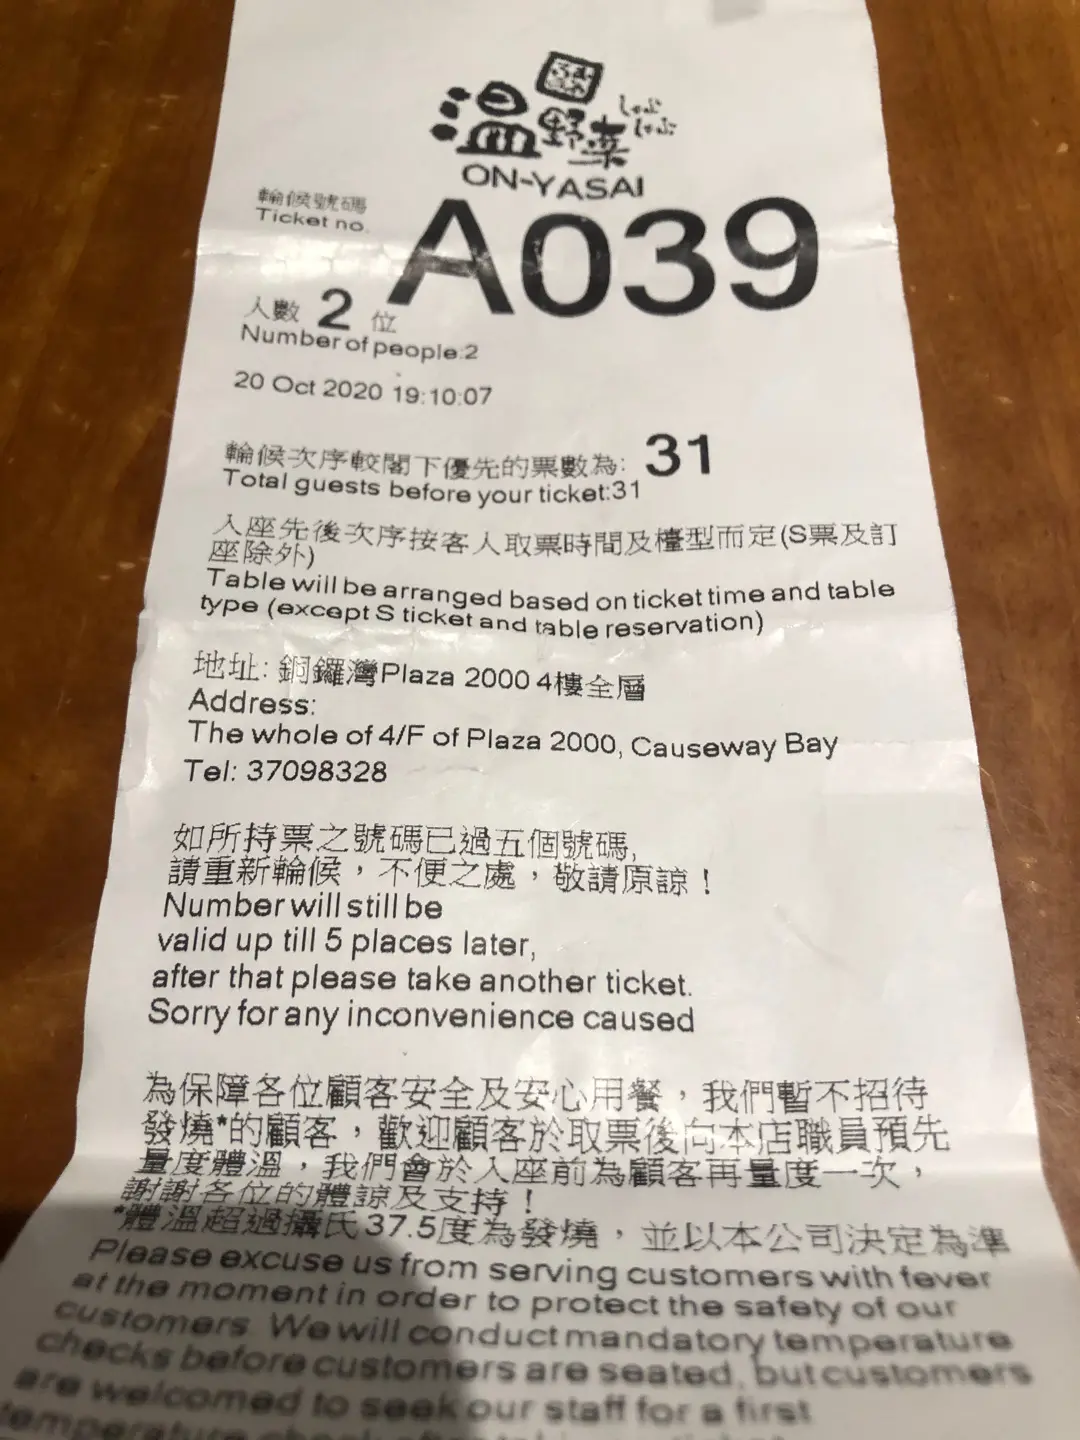 温野菜
しゃぶ
しゃぶ
ON-YASAI
輪候號碼
Ticket no.
A039
人數 2 位
Number of people:2
20 Oct 2020 19:10:07
輪候次序較閣下優先的票數為: 31
Total guests before your ticket:31
入座先後次序按客人取票時間及檯型而定(S票及訂
座除外)
Table will be arranged based on ticket time and table
type (except S ticket and table reservation)
地址: 銅鑼灣Plaza 2000 4樓全層
Address:
The whole of 4/F of Plaza 2000, Causeway Bay
Tel: 37098328
如所持票之號碼已過五個號碼,
請重新輪候，不便之處，敬請原諒！
Number will still be
valid up till 5 places later,
after that please take another ticket.
Sorry for any inconvenience caused
為保障各位顧客安全及安心用餐，我們暫不招待
發燒*的顧客，歡迎顧客於取票後向本店職員預先
量度體溫，我們會於入座前為顧客再量度一次，
謝謝各位的體諒及支持！
*體溫超過攝氏37.5度為發燒，並以本公司決定為準
Please excuse us from serving customers with fever
at the moment in order to protect the safety of our
customers. We will conduct mandatory temperature
checks before customers are seated, but customers
are welcomed to seek our staff for a first
temperature check after